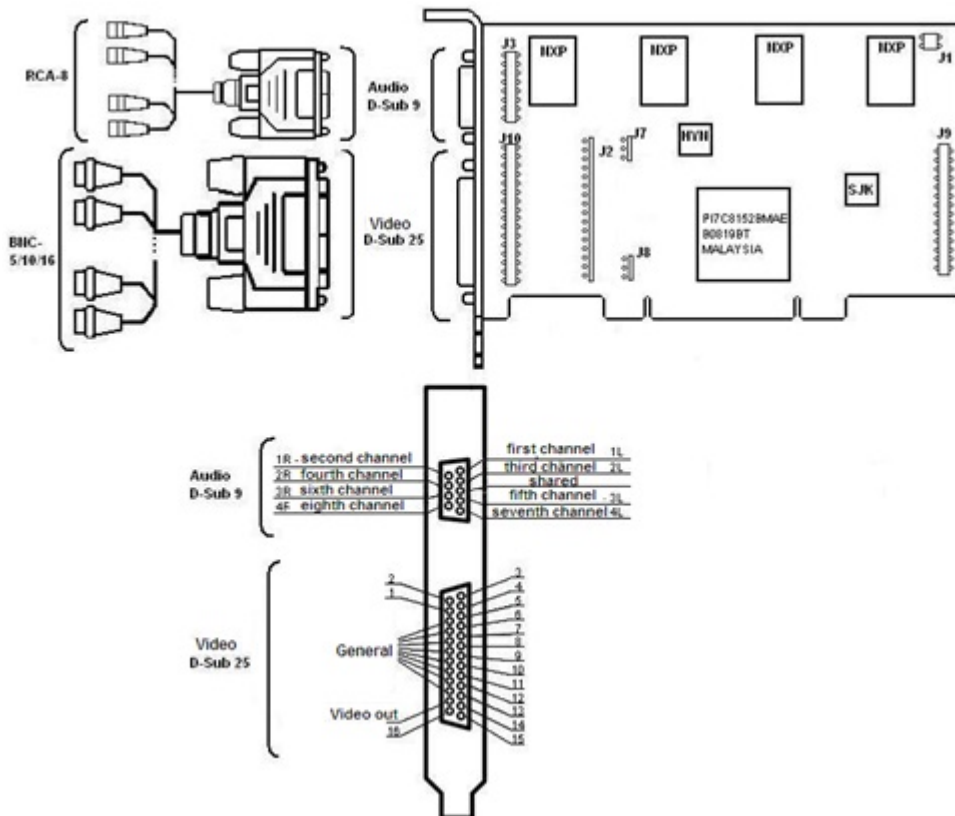 RCA-8
Audio
D-Sub 9
BNC-
5/10/16
Video
D-Sub 25
J3
NXP
NXP
NXP
NXP
J1
J10
J2
J7
HYN
J9
SJK
PI7C8152BMAE
B0819BT
MALAYSIA
J8
Audio
D-Sub 9
1R - second channel
2R fourth channel
3R sixth channel
4R eighth channel
first channel 1L
third channel 2L
shared
fifth channel - 3L
seventh channel 4L
Video
D-Sub 25
2
1
General
Video out
16
3
4
5
6
7
8
9
10
11
12
13
14
15